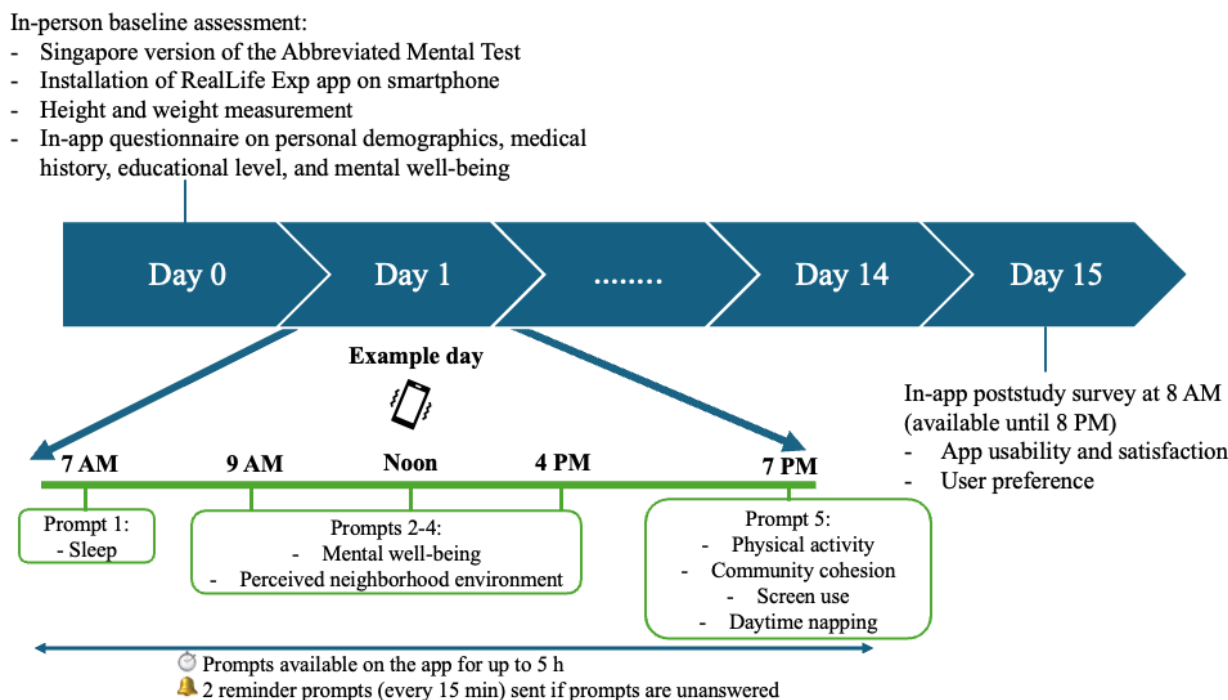 In-person baseline assessment:
- Singapore version of the Abbreviated Mental Test
- Installation of RealLife Exp app on smartphone
- Height and weight measurement
- In-app questionnaire on personal demographics, medical
history, educational level, and mental well-being
Day 0
Day 1
........
Day 14
Day 15
Example day
In-app poststudy survey at 8 AM
(available until 8 PM)
- App usability and satisfaction
- User preference
7 AM
9 AM
Noon
4 PM
7 PM
Prompt 1:
- Sleep
Prompts 2-4:
- Mental well-being
- Perceived neighborhood environment
Prompt 5:
- Physical activity
- Community cohesion
- Screen use
- Daytime napping
Prompts available on the app for up to 5 h
2 reminder prompts (every 15 min) sent if prompts are unanswered